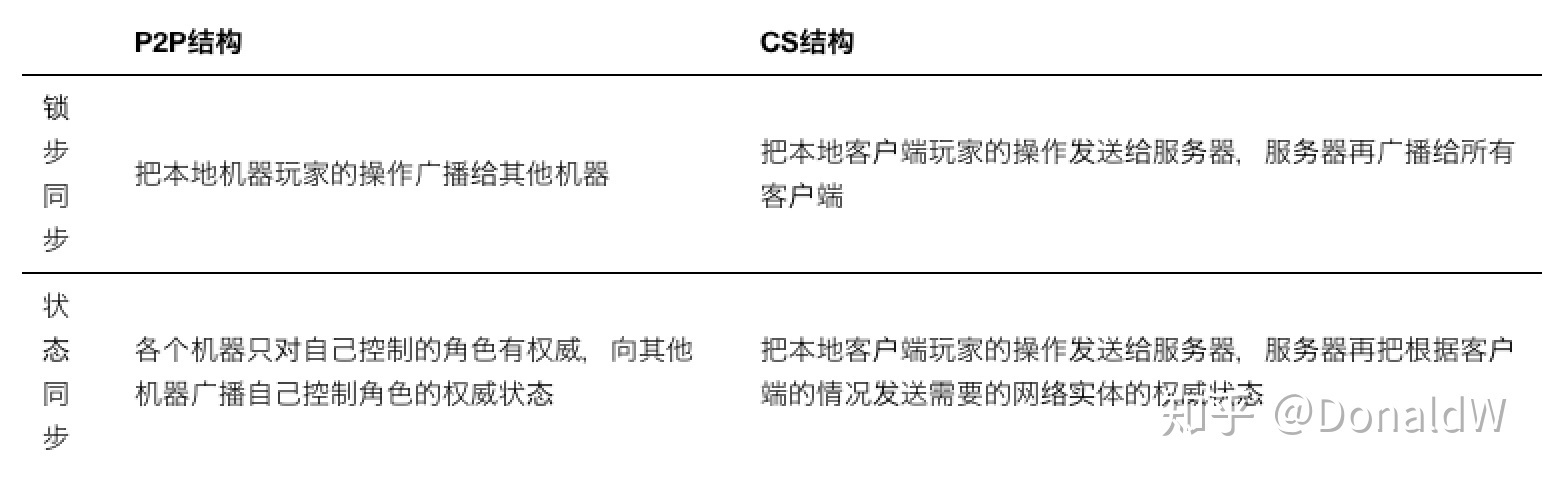 P2P结构
CS结构
锁
步
同
步
把本地机器玩家的操作广播给其他机器
把本地客户端玩家的操作发送给服务器，服务器再广播给所有
客户端
状
态
同
步
各个机器只对自己控制的角色有权威，向其他
机器广播自己控制角色的权威状态
把本地客户端玩家的操作发送给服务器，服务器再把根据客户
端的情况发送需要的网络实体的权威状态
知乎 @DonaldW